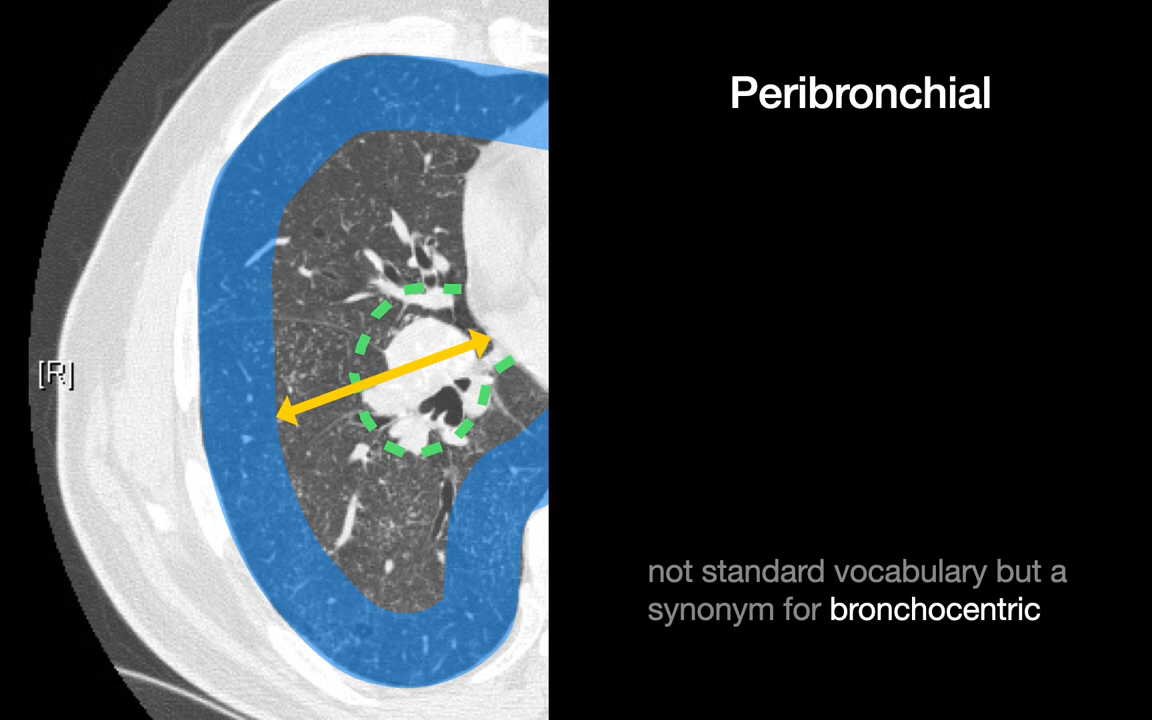 Peribronchial
[R]
not standard vocabulary but a
synonym for bronchocentric